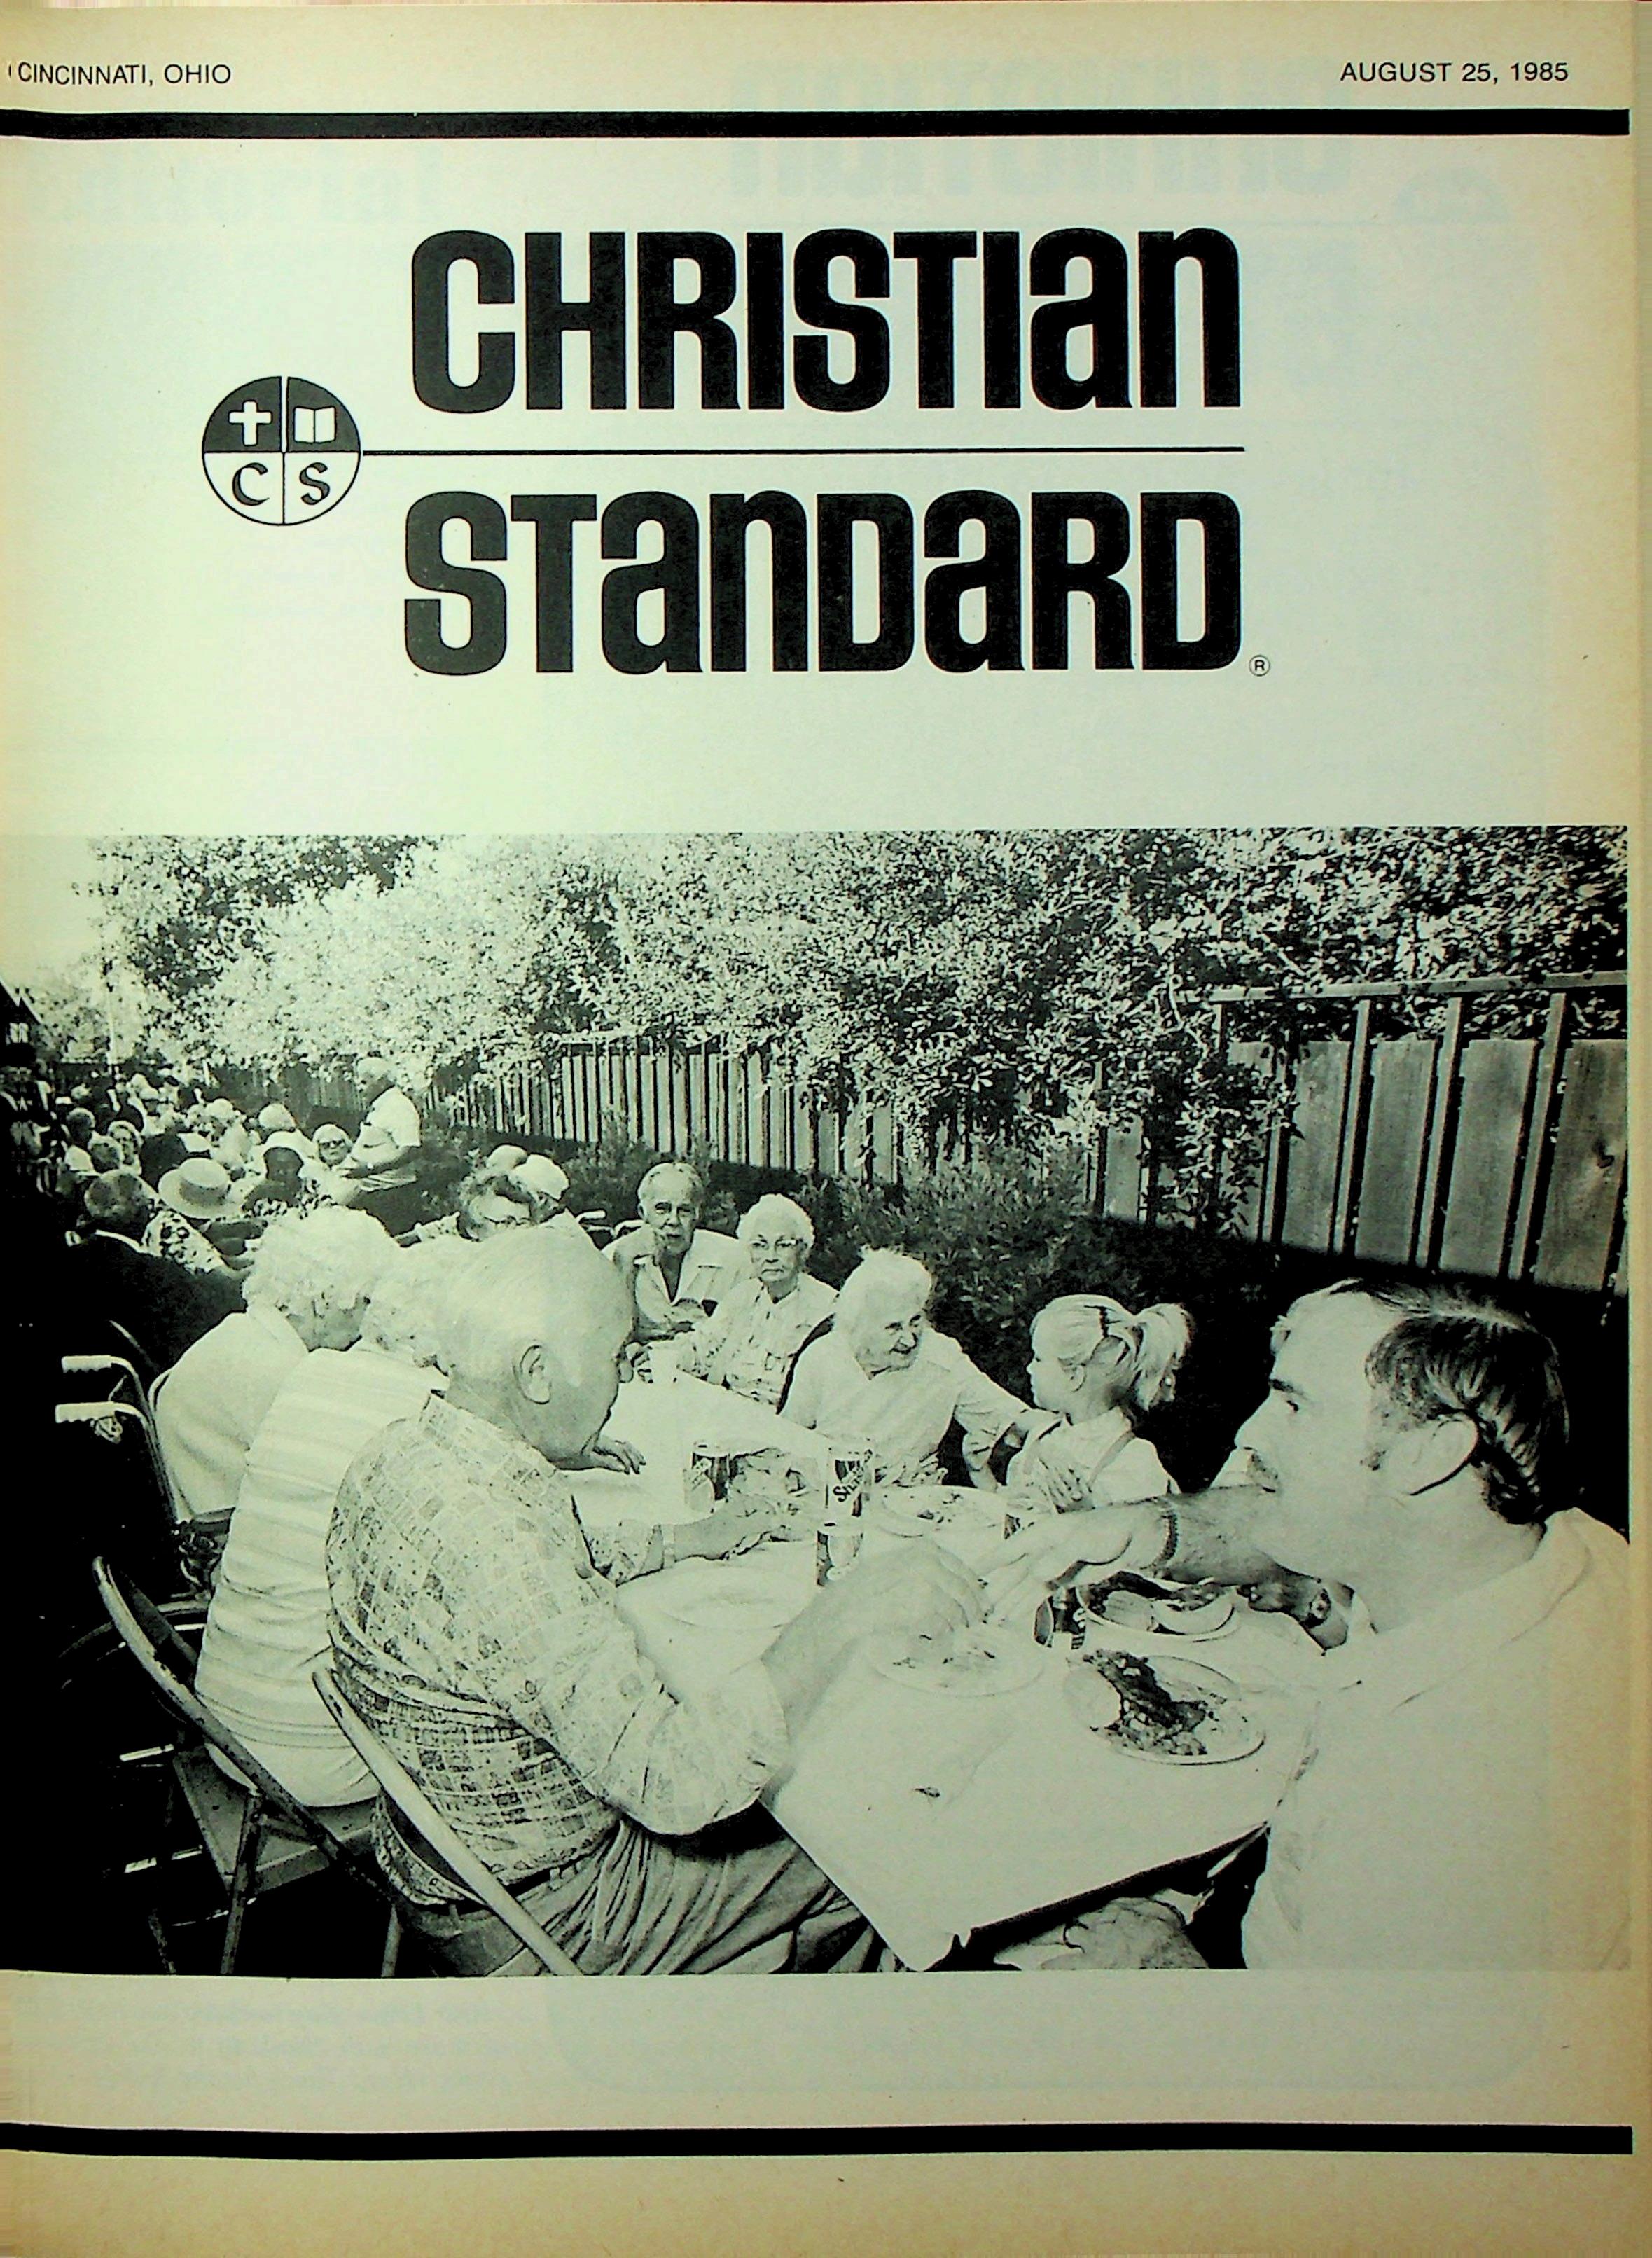 CINCINNATI, OHIO
AUGUST 25, 1985
CHRISTIan
C S
STanDaRD®